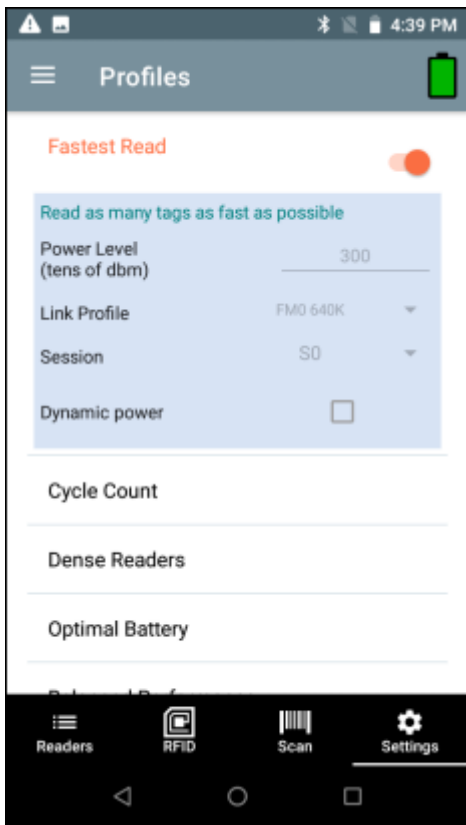 4:39 PM
Profiles
Fastest Read
Read as many tags as fast as possible
Power Level
(tens of dbm)
300
Link Profile
FM0 640K
Session
S0
Dynamic power
Cycle Count
Dense Readers
Optimal Battery
Readers
RFID
Scan
Settings